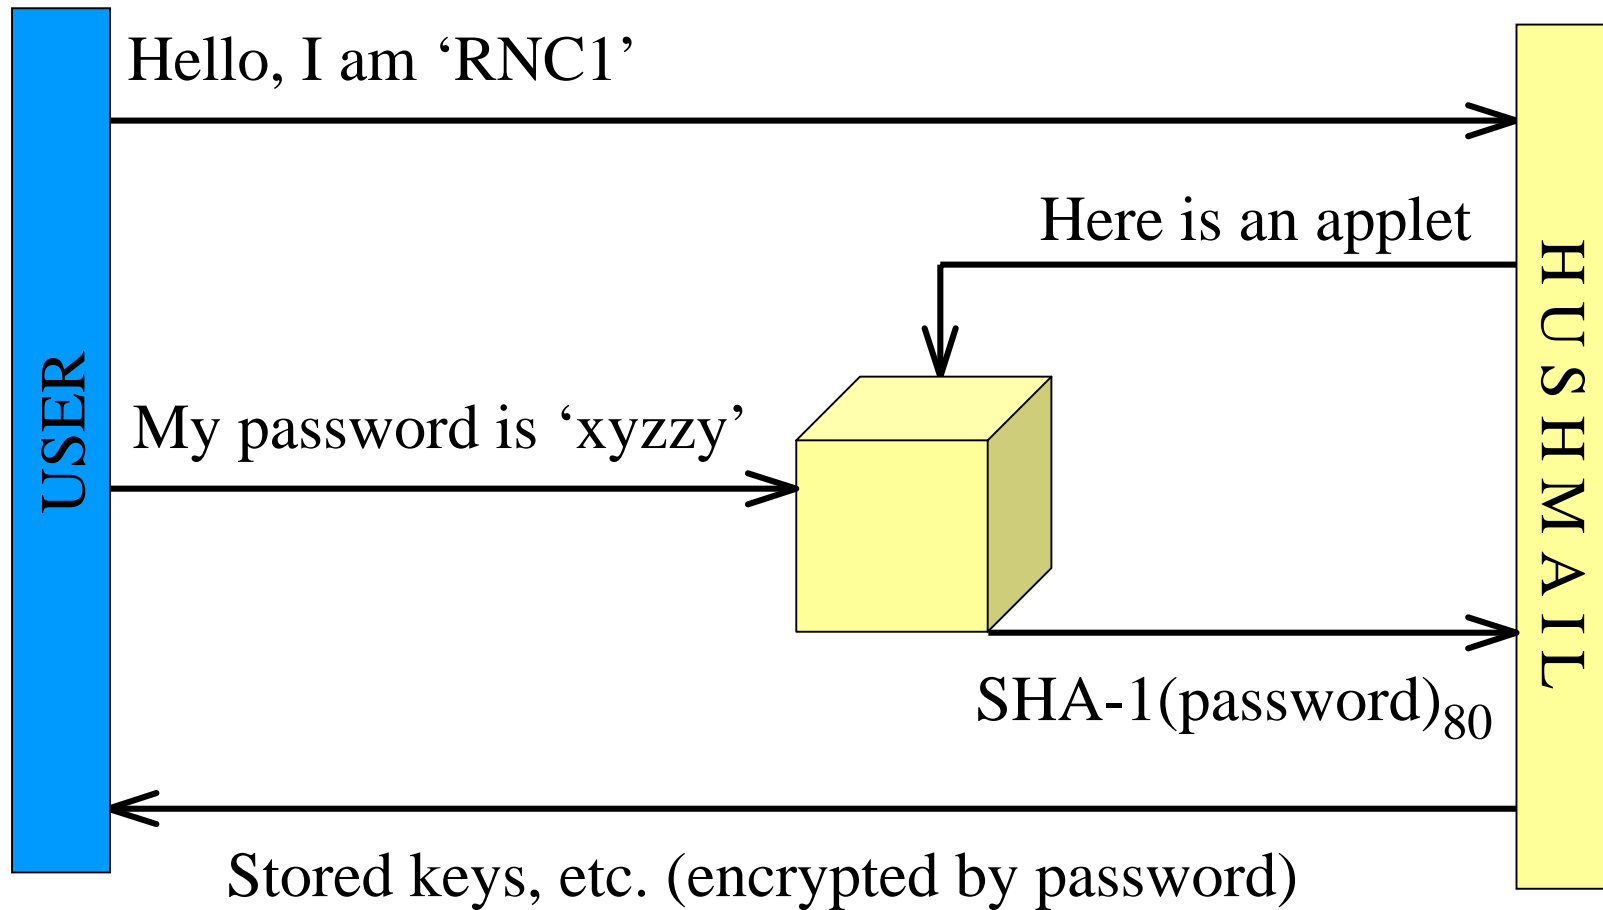 Hello, I am ‘RNC1’
Here is an applet
USER
My password is ‘xyzzy’
HUSHMAIL
SHA-1(password)80
Stored keys, etc. (encrypted by password)